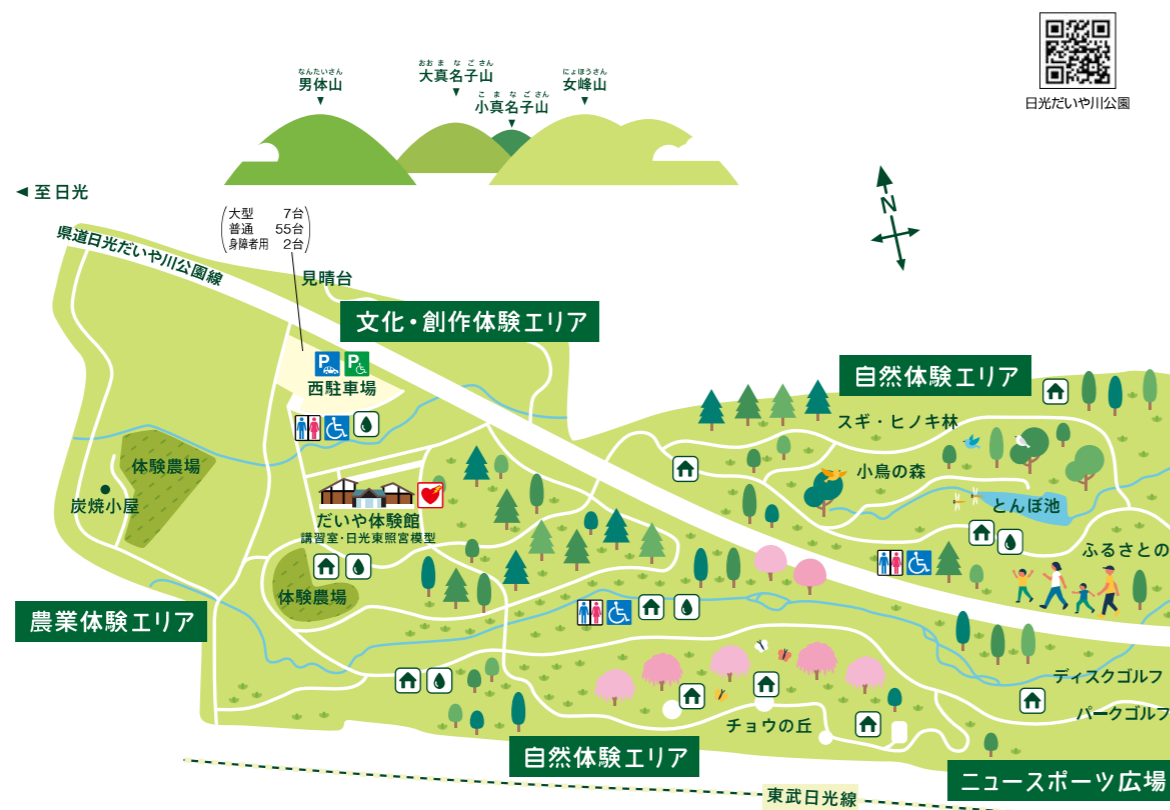 日光だいや川公園
なんたいさん
男体山
おおまなごさん
大真名子山
こまなごさん
小真名子山
にょほうさん
女峰山
N
至日光
大型 7台
普通 55台
身障者用 2台
県道日光だいや川公園線
見晴台
文化・創作体験エリア
P
P
西駐車場
自然体験エリア
スギ・ヒノキ林
小鳥の森
とんぼ池
体験農場
炭焼小屋
だいや体験館
講習室・日光東照宮模型
ふるさとの
体験農場
農業体験エリア
ディスクゴルフ
パークゴルフ
チョウの丘
自然体験エリア
ニュースポーツ広場
東武日光線